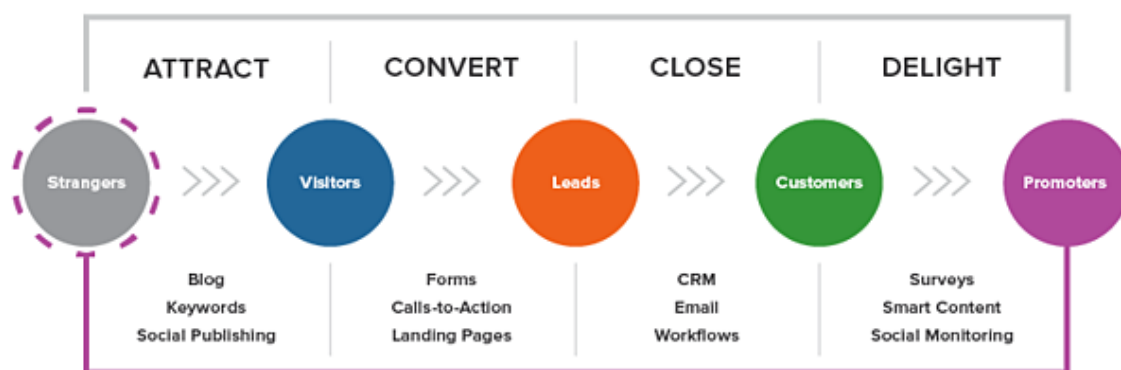 ATTRACT
CONVERT
CLOSE
DELIGHT
Strangers
Visitors
Leads
Customers
Promoters
Blog
Keywords
Social Publishing
Forms
Calls-to-Action
Landing Pages
CRM
Email
Workflows
Surveys
Smart Content
Social Monitoring